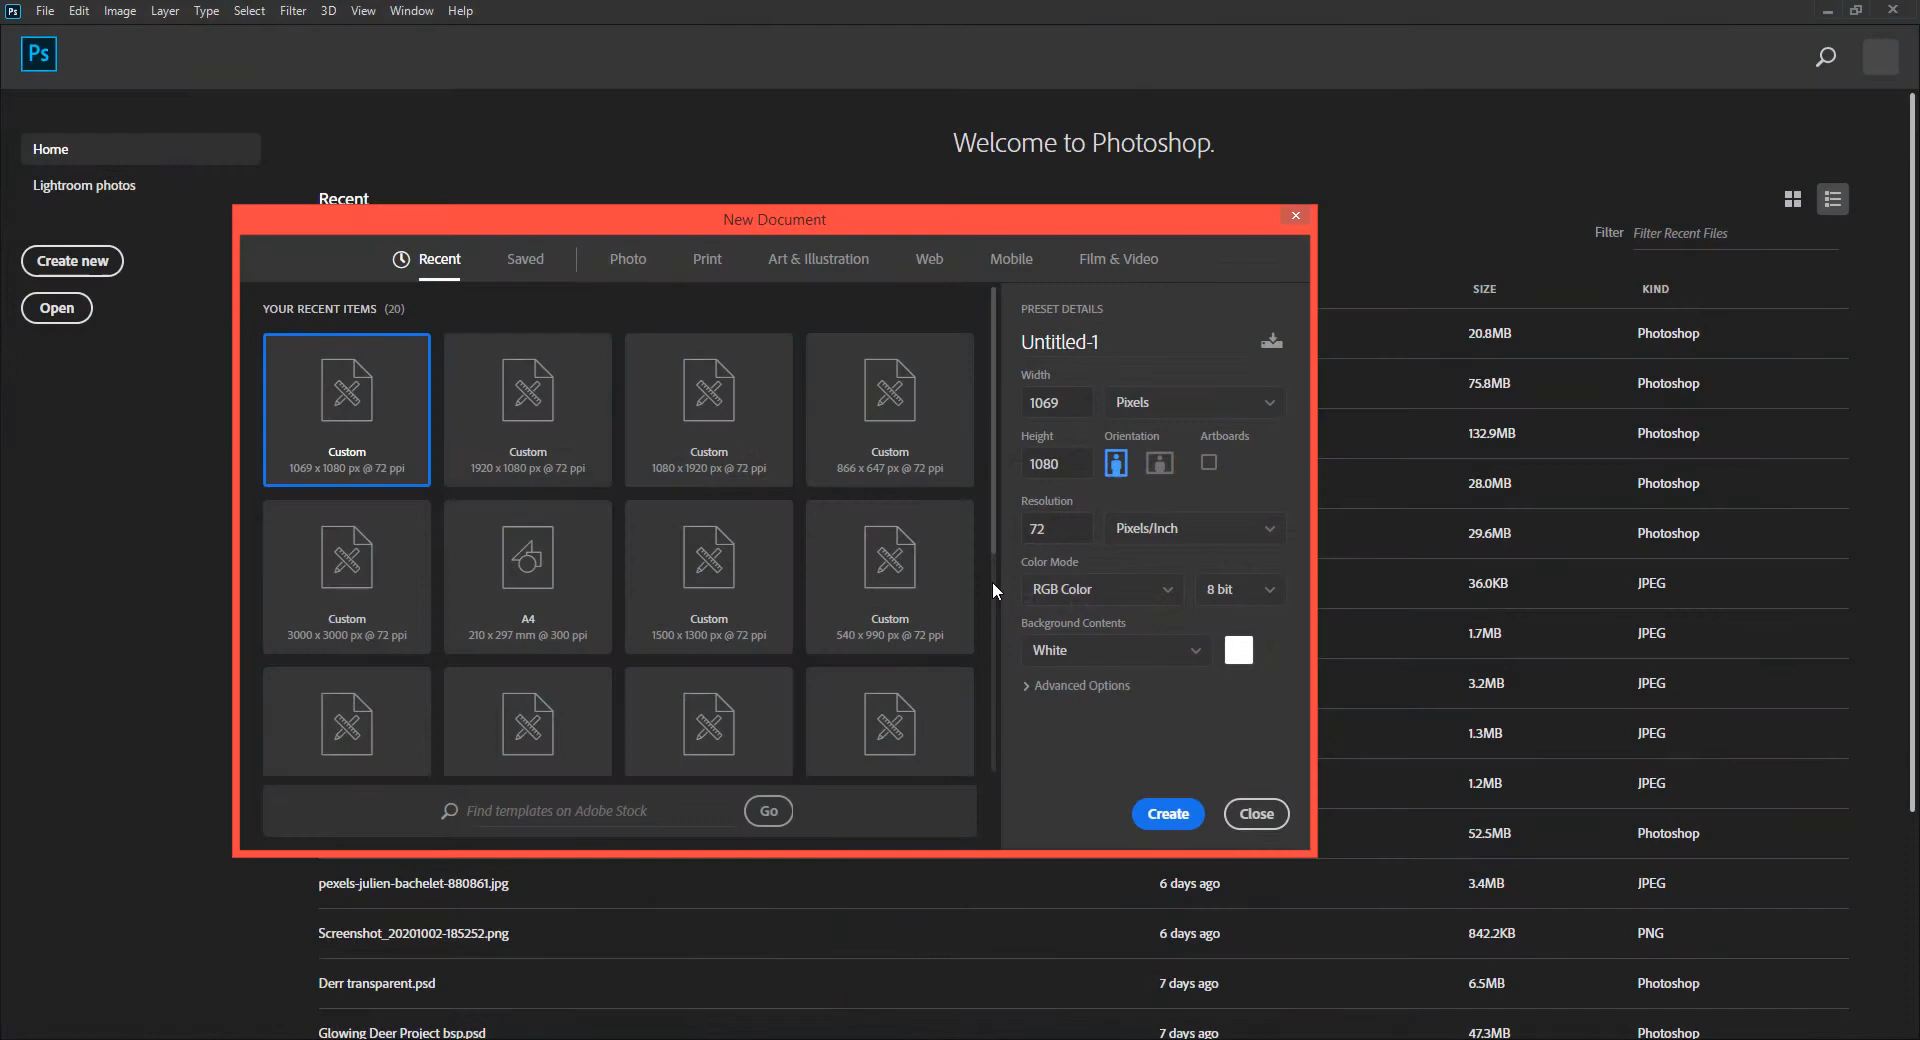 Ps File Edit Image Layer Type Select Filter 3D View Window Help
Ps
Home
Lightroom photos
Create new
Open
Welcome to Photoshop.
Recent
Filter Filter Recent Files
SIZE KIND
20.8MB Photoshop
75.8MB Photoshop
132.9MB Photoshop
28.0MB Photoshop
29.6MB Photoshop
36.0KB JPEG
1.7MB JPEG
3.2MB JPEG
1.3MB JPEG
1.2MB JPEG
52.5MB Photoshop
New Document
Recent Saved Photo Print Art & Illustration Web Mobile Film & Video
YOUR RECENT ITEMS (20)
Custom
1069 x 1080 px @ 72 ppi
Custom
1920 x 1080 px @ 72 ppi
Custom
1080 x 1920 px @ 72 ppi
Custom
866 x 647 px @ 72 ppi
Custom
3000 x 3000 px @ 72 ppi
A4
210 x 297 mm @ 300 ppi
Custom
1500 x 1300 px @ 72 ppi
Custom
540 x 990 px @ 72 ppi
Find templates on Adobe Stock Go
PRESET DETAILS
Untitled-1
Width
1069 Pixels
Height Orientation Artboards
1080
Resolution
72 Pixels/Inch
Color Mode
RGB Color 8 bit
Background Contents
White
Advanced Options
Create Close
pexels-julien-bachelet-880861.jpg 6 days ago 3.4MB JPEG
Screenshot_20201002-185252.png 6 days ago 842.2KB PNG
Derr transparent.psd 7 days ago 6.5MB Photoshop
Glowing Deer Project bsp.psd 7 days ago 47.3MB Photoshop